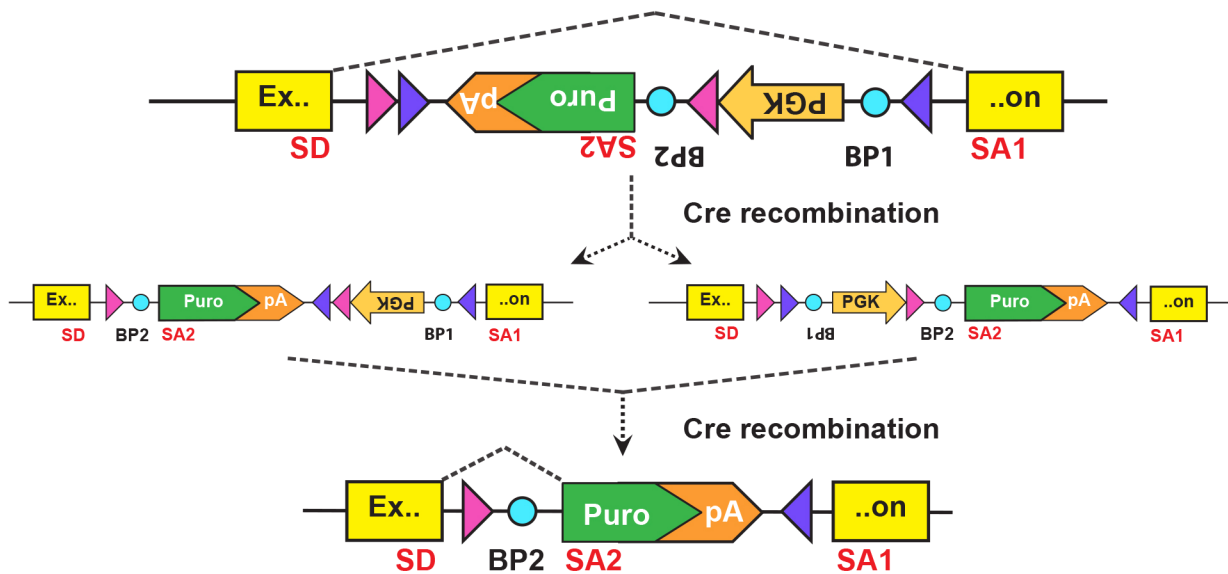 Ex.. pA Puro PGK ..on
SD SA2 BP2 BP1 SA1
Cre recombination
Ex.. Puro pA PGK ..on
SD BP2 SA2 BP1 SA1
Ex.. PGK Puro pA ..on
SD BP1 BP2 SA2 SA1
Cre recombination
Ex.. Puro pA ..on
SD BP2 SA2 SA1